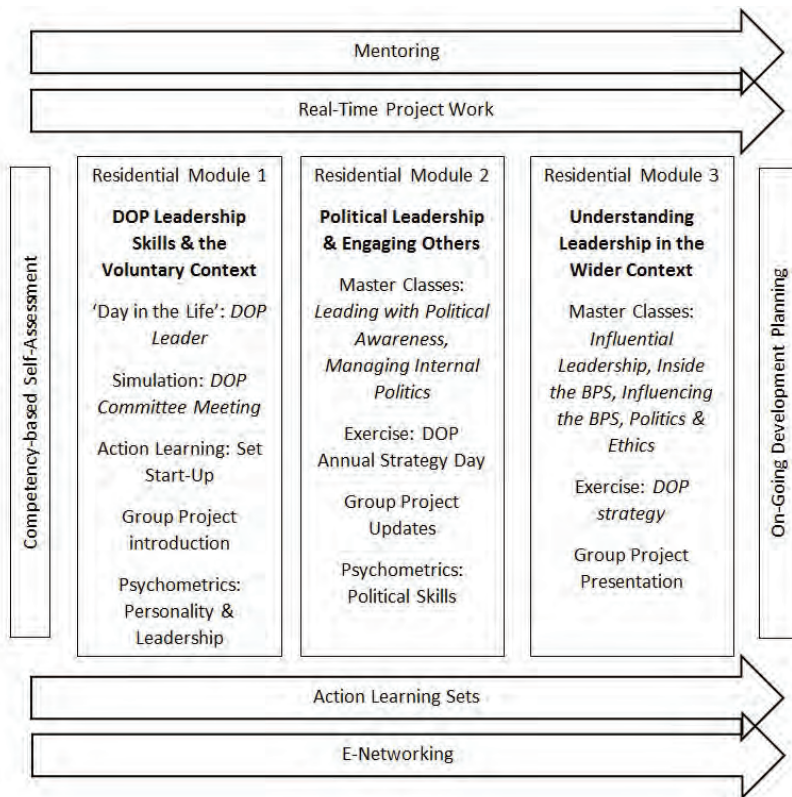 Mentoring
Real-Time Project Work
Competency-based Self-Assessment
Residential Module 1
DOP Leadership
Skills & the
Voluntary Context
‘Day in the Life’: DOP
Leader
Simulation: DOP
Committee Meeting
Action Learning: Set
Start-Up
Group Project
introduction
Psychometrics:
Personality &
Leadership
Residential Module 2
Political Leadership
& Engaging Others
Master Classes:
Leading with Political
Awareness,
Managing Internal
Politics
Exercise: DOP
Annual Strategy Day
Group Project
Updates
Psychometrics:
Political Skills
Residential Module 3
Understanding
Leadership in the
Wider Context
Master Classes:
Influential
Leadership, Inside
the BPS, Influencing
the BPS, Politics &
Ethics
Exercise: DOP
strategy
Group Project
Presentation
On-Going Development Planning
Action Learning Sets
E-Networking